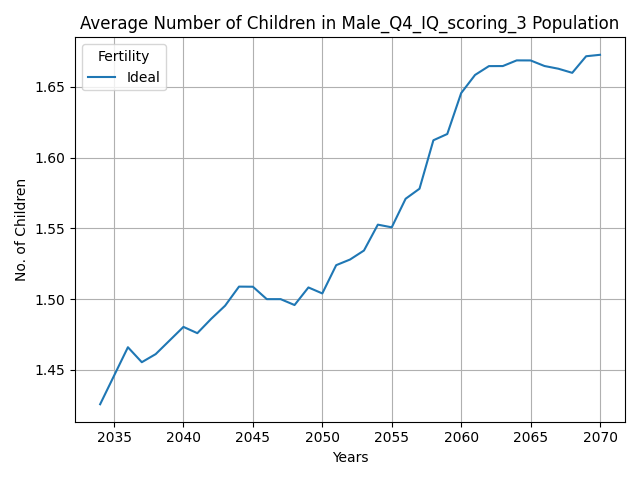 Average Number of Children in Male_Q4_IQ_scoring_3 Population
Fertility
Ideal
No. of Children
1.65
1.60
1.55
1.50
1.45
2035 2040 2045 2050 2055 2060 2065 2070
Years